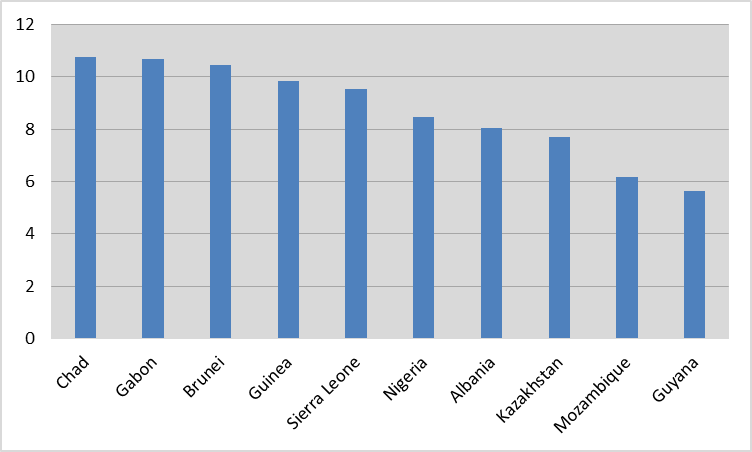 12
10
8
6
4
2
0
Chad
Gabon
Brunei
Guinea
Sierra Leone
Nigeria
Albania
Kazakhstan
Mozambique
Guyana